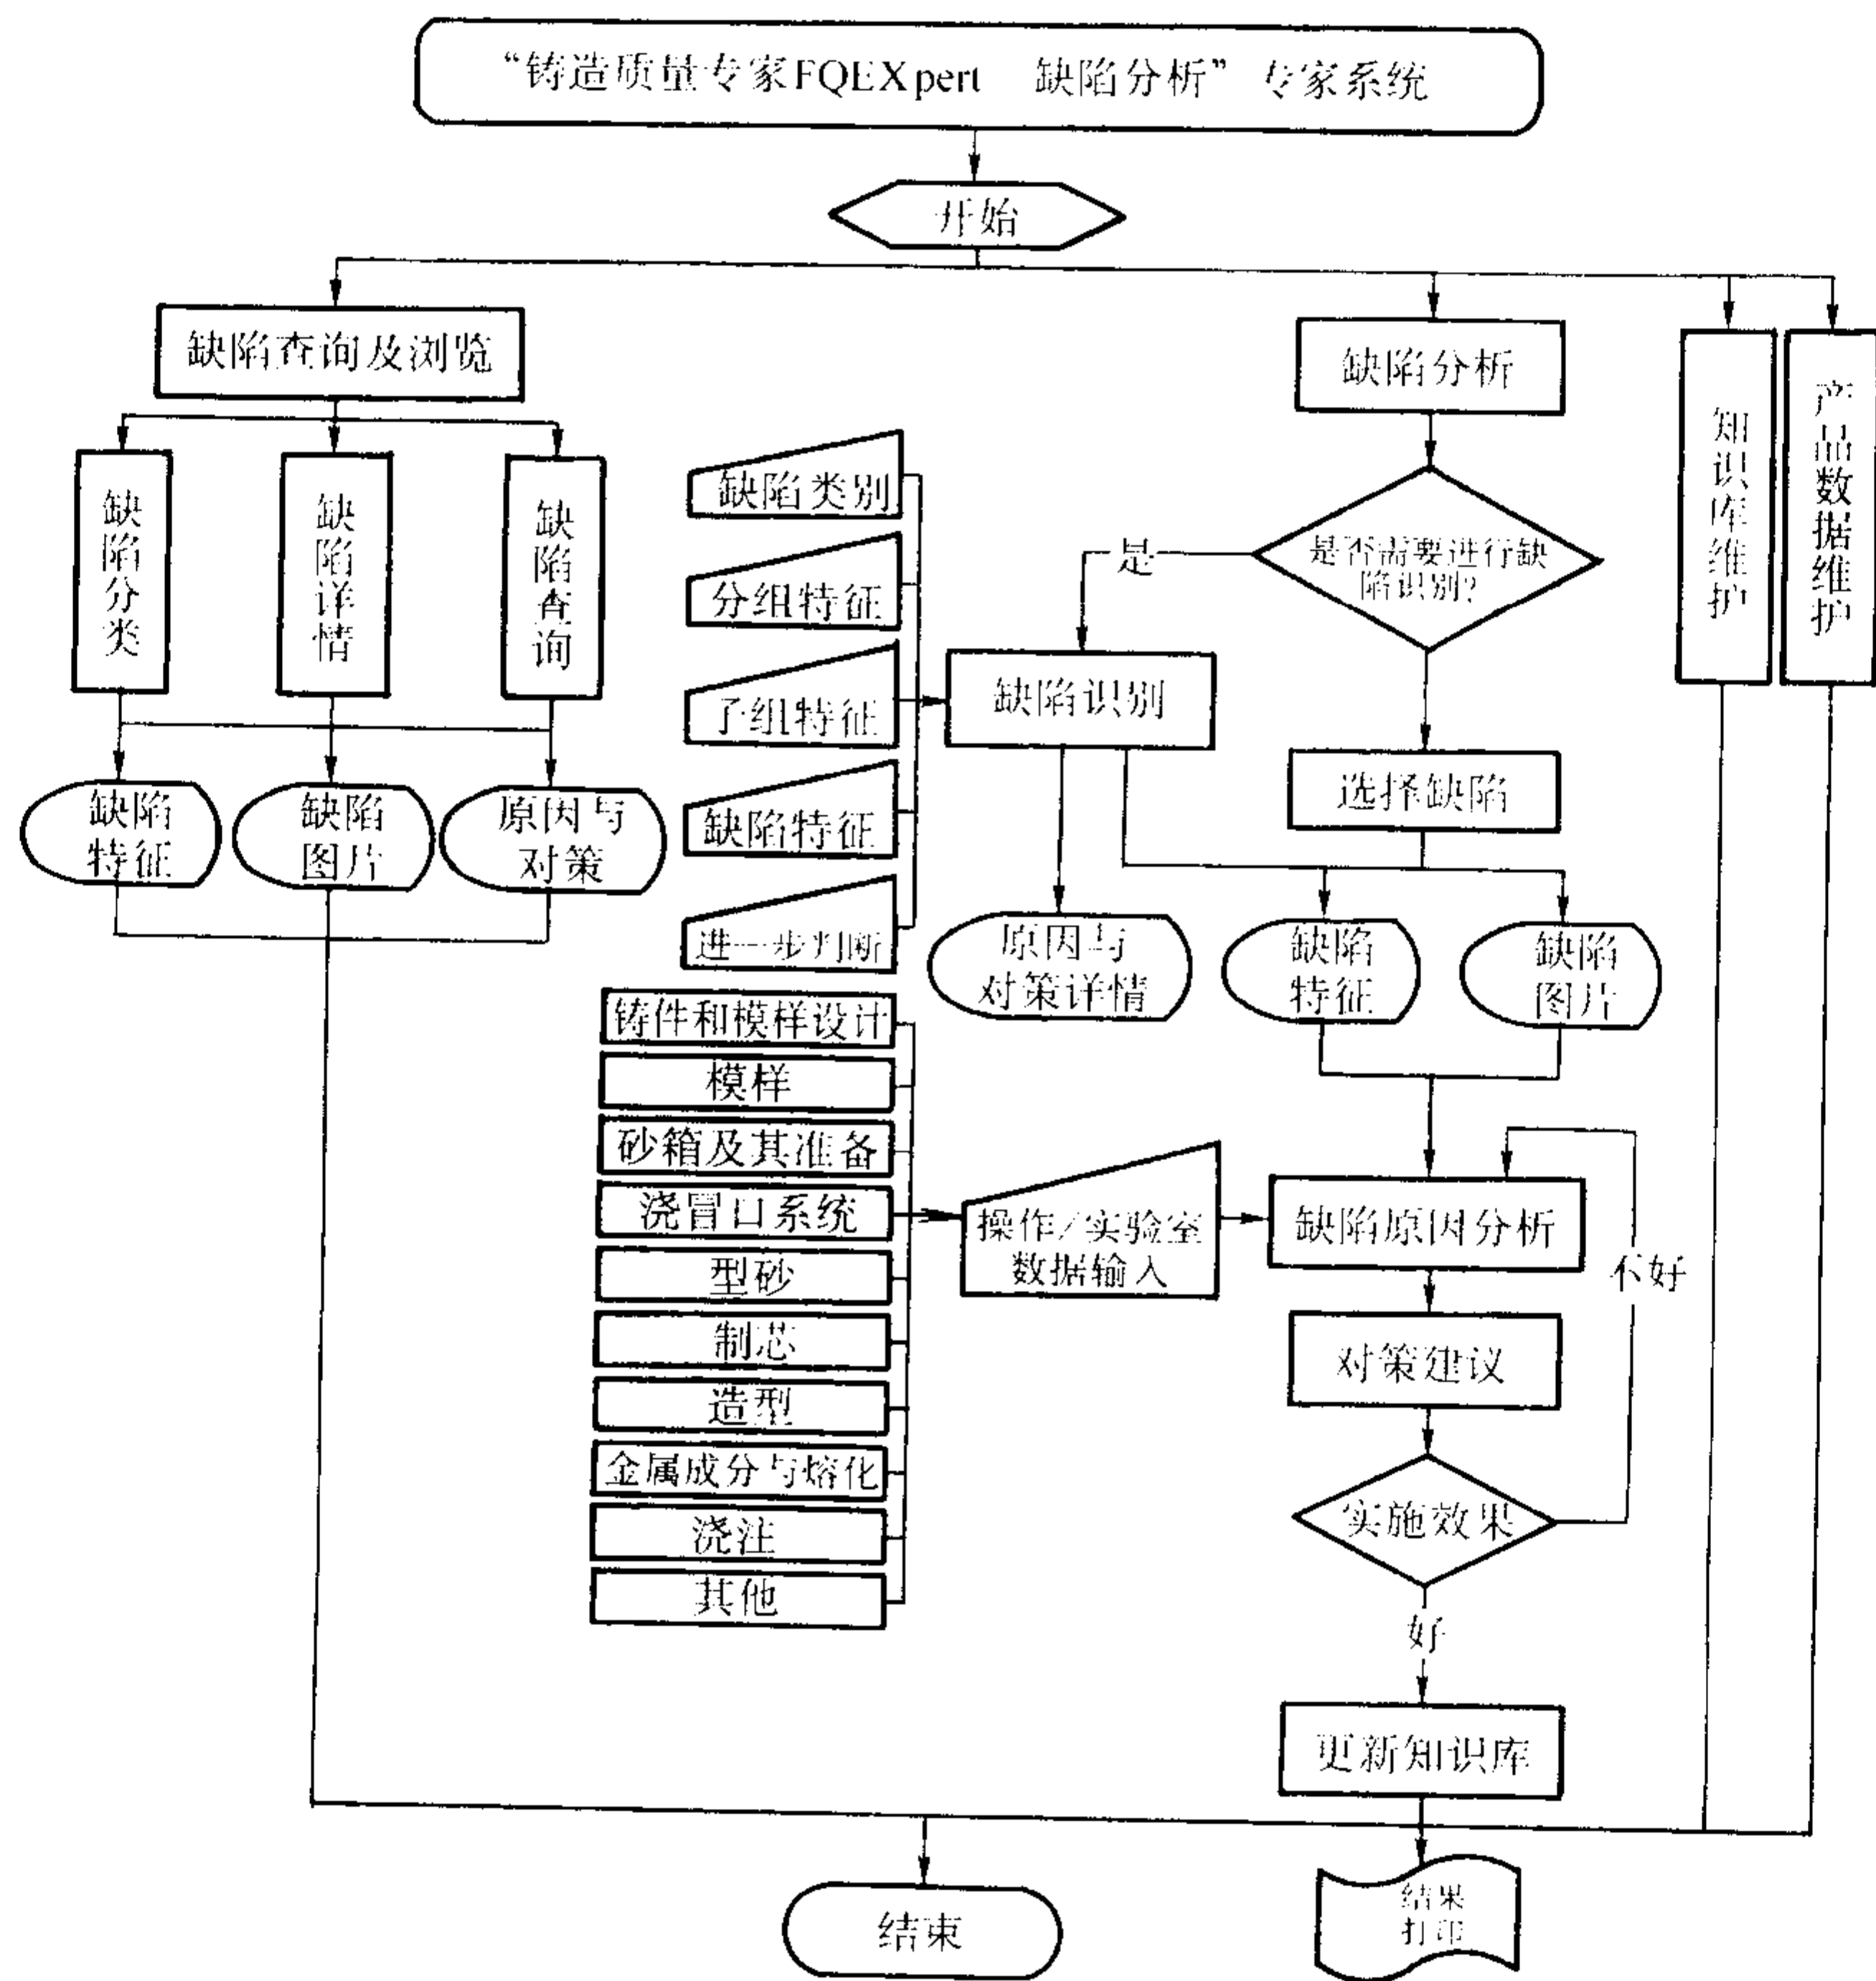 “铸造质量专家FQEXpert 缺陷分析”专家系统
开始
缺陷查询及浏览
缺陷分类
缺陷详情
缺陷查询
缺陷
特征
缺陷
图片
原因与
对策
缺陷分析
是否需要进行缺
陷识别?
是
缺陷类别
分组特征
子组特征
缺陷特征
进一步判断
缺陷识别
选择缺陷
原因与
对策详情
缺陷
特征
缺陷
图片
知识库维护
产品数据维护
铸件和模样设计
模样
砂箱及其准备
浇冒口系统
型砂
制芯
造型
金属成分与熔化
浇注
其他
操作/实验室
数据输入
缺陷原因分析
不好
对策建议
实施效果
好
更新知识库
结束
结果
打印